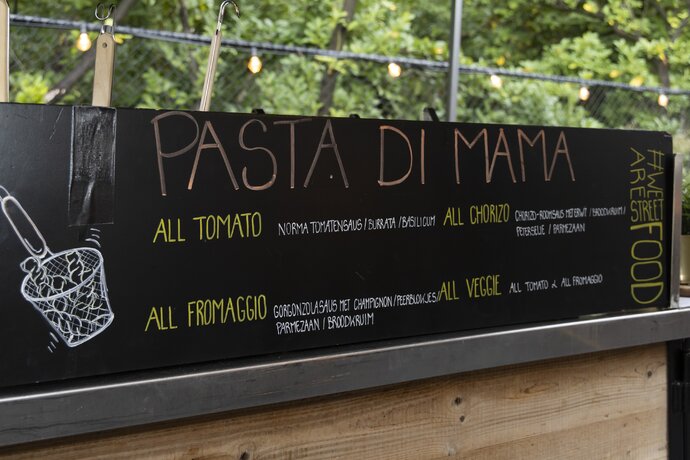 PASTA DI MAMA
ALL TOMATO NORMA TOMATENSAUS / BURRATA / BASILICUM
ALL CHORIZO CHORIZO-ROOMSAUS MET ERWT / BROODKRUIM /
PETERSELIE / PARMEZAAN
ALL FROMAGGIO GORGONZOLASAUS MET CHAMPIGNON / PEERBLOKJES /
PARMEZAAN / BROODKRUIM
ALL VEGGIE ALL TOMATO & ALL FROMAGGIO
#WE
ARE STREET
FOOD